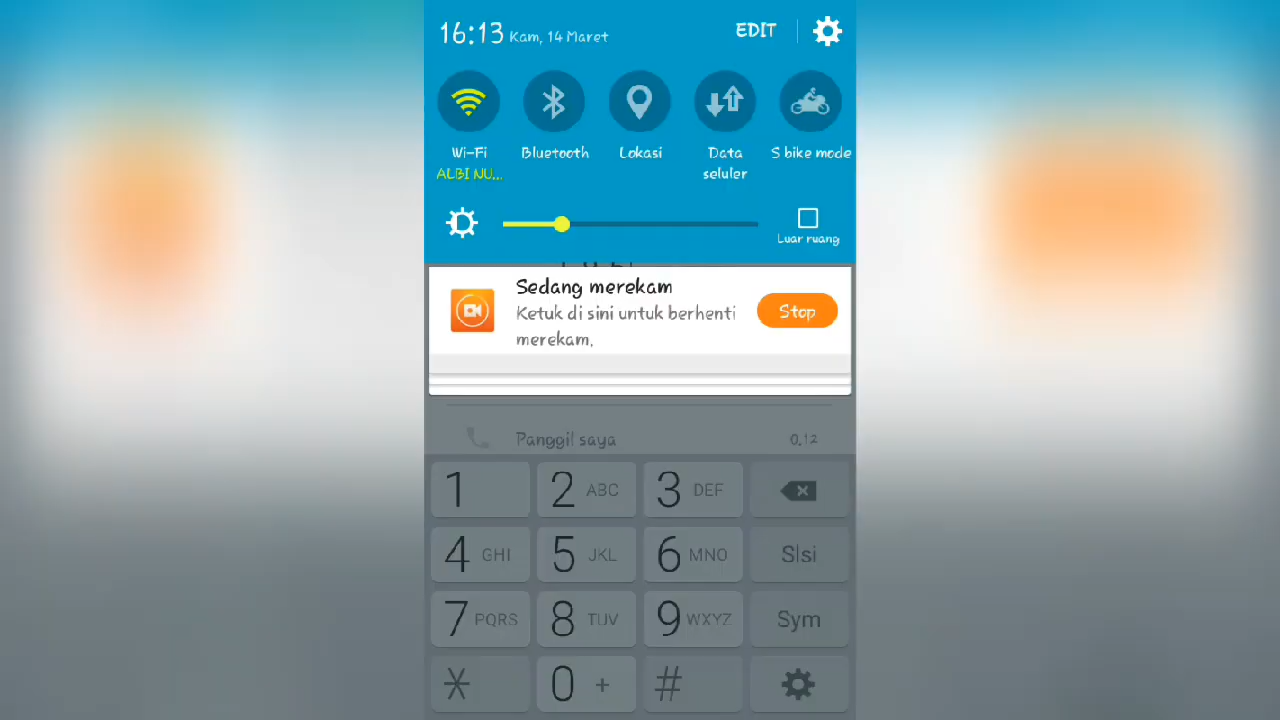 16:13 Kam, 14 Maret EDIT
Wi-Fi Bluetooth Lokasi Data seluler S bike mode
ALBI NU...
Luar ruang
Sedang merekam
Ketuk di sini untuk berhenti
merekam.
Stop
Panggil saya 0,12
1 2 ABC 3 DEF
4 GHI 5 JKL 6 MNO Slsi
7 PQRS 8 TUV 9 WXYZ Sym
* 0 + #